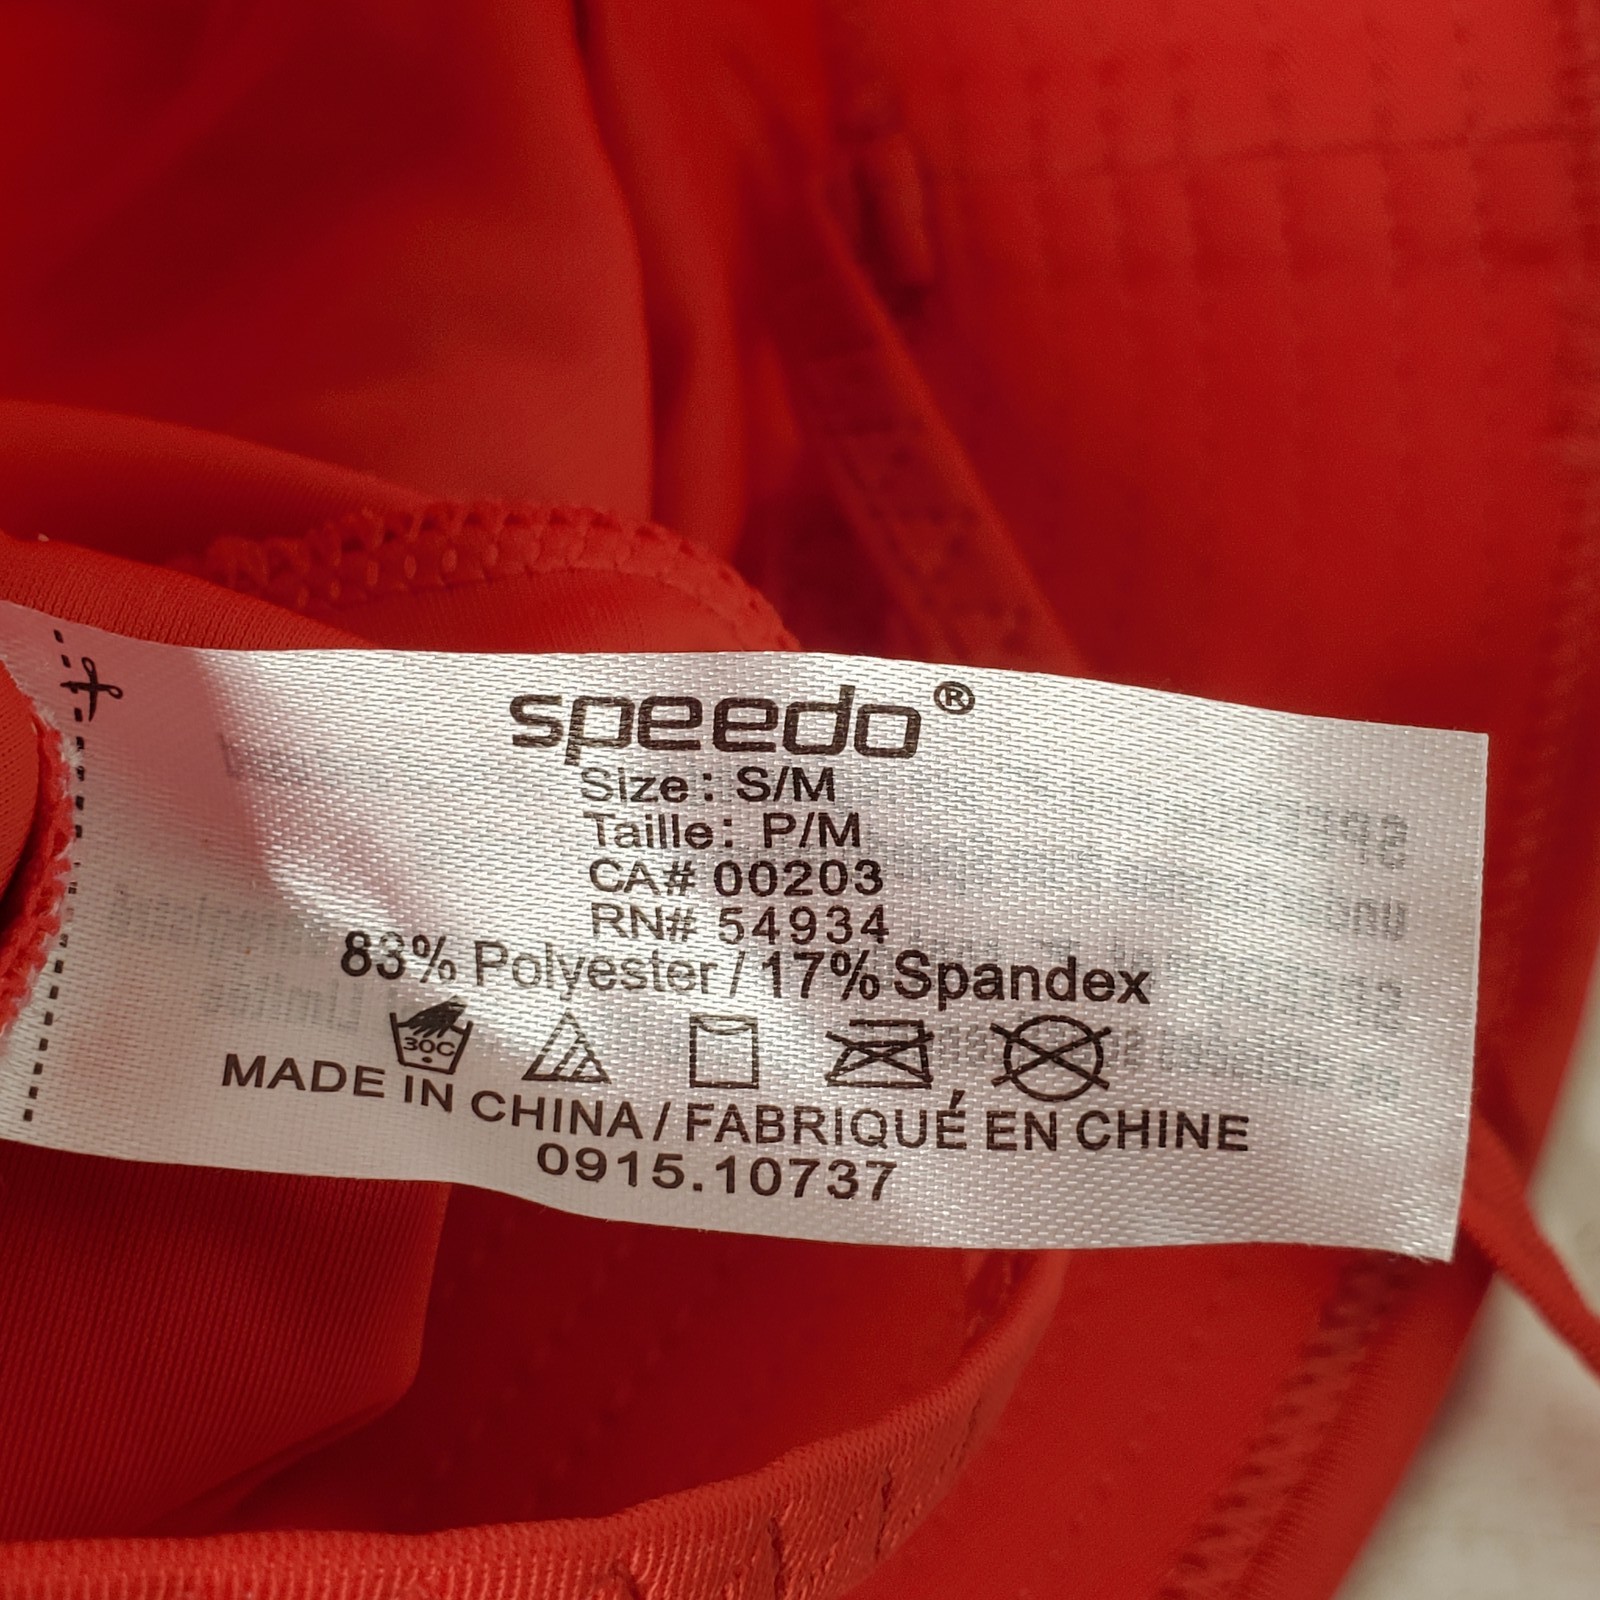 speedo®
Size: S/M
Taille: P/M
CA# 00203
RN# 54934
83% Polyester / 17% Spandex
30C
MADE IN CHINA / FABRIQUÉ EN CHINE
0915.10737